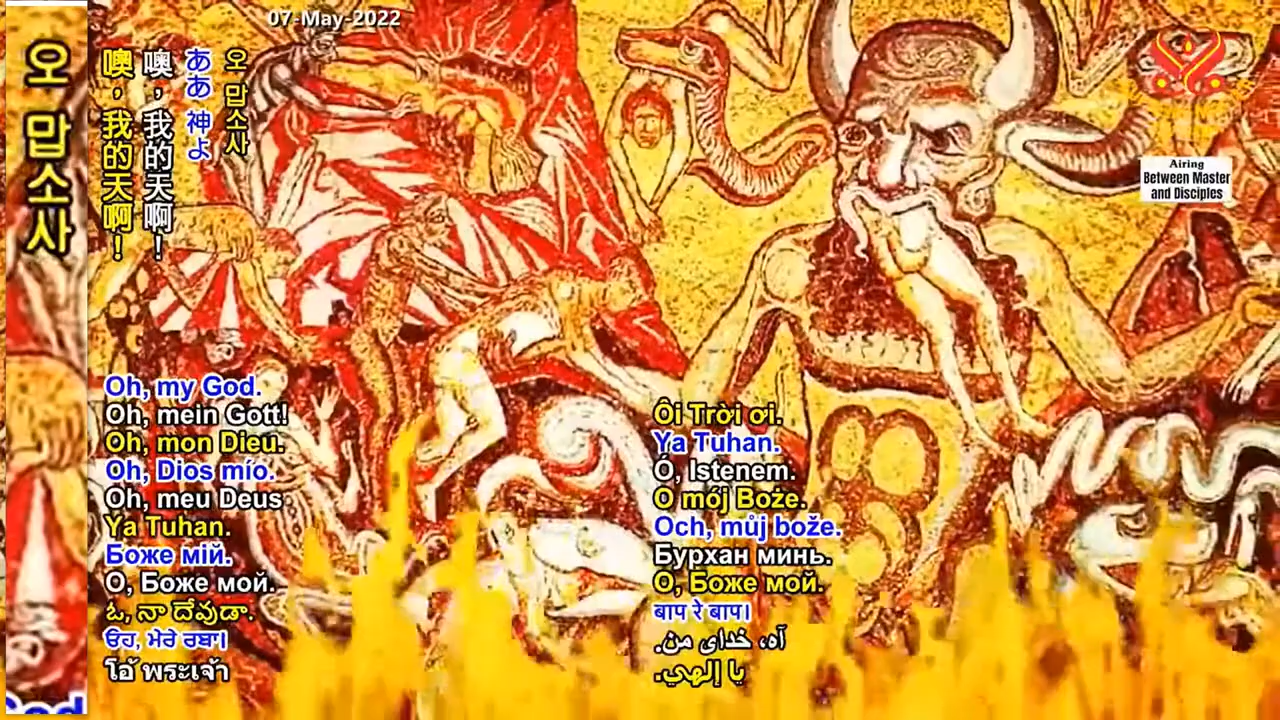 07-May-2022
오 맙소사
噢，我的天啊！
噢，我的天啊！
ああ 神よ
오 맙소사
Airing
Between Master
and Disciples
Oh, my God.
Oh, mein Gott!
Oh, mon Dieu.
Oh, Dios mío.
Oh, meu Deus
Ya Tuhan.
Боже мій.
О, Боже мой.
ఓ, నా దేవుడా.
ਓਹ, ਮੇਰੇ ਰਬਾ।
โอ้ พระเจ้า
Ôi Trời ơi.
Ya Tuhan.
Ó, Istenem.
O mój Boże.
Och, můj bože.
Бурхан минь.
О, Боже мой.
बाप रे बाप।
آه، خدای من.
يا إلهي.